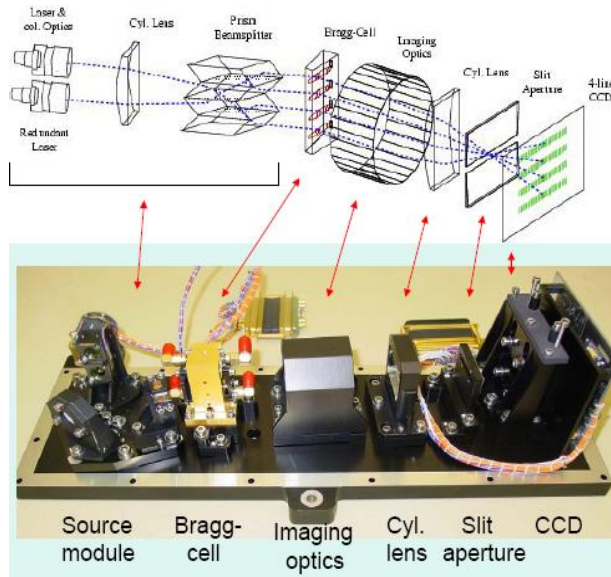 Laser &
col. Optics
Cyl. Lens
Prism
Beamsplitter
Bragg-Cell
Imaging
Optics
Cyl. Lens
Slit
Aperture
4-line
CCD
Redundant
Laser
Source
module
Bragg-
cell
Imaging
optics
Cyl.
lens
Slit
aperture
CCD